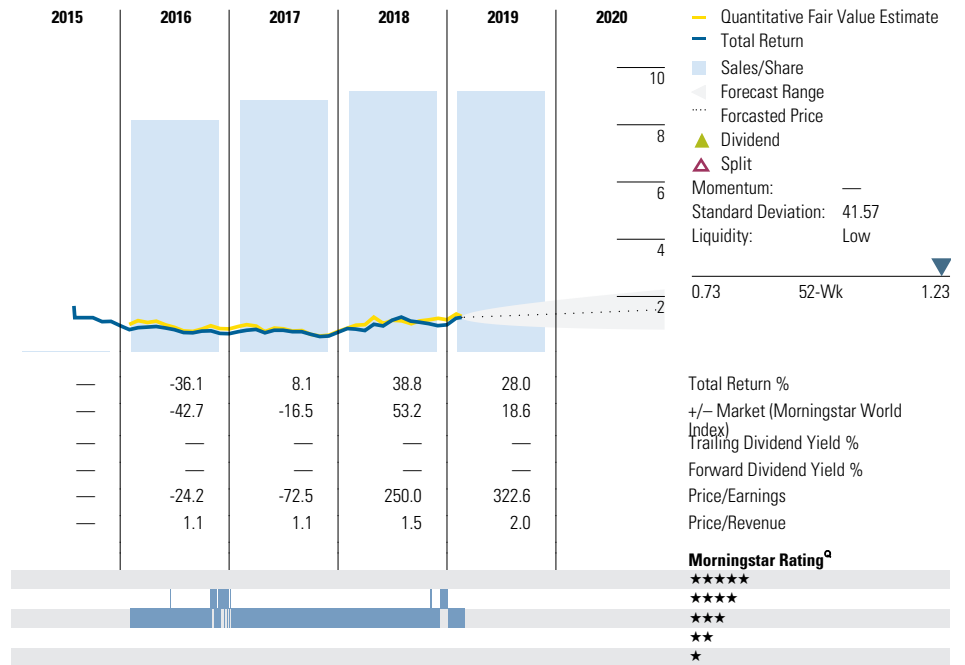 2015 2016 2017 2018 2019 2020
Quantitative Fair Value Estimate
Total Return
Sales/Share
Forecast Range
Forcasted Price
Dividend
Split
Momentum: —
Standard Deviation: 41.57
Liquidity: Low
10
8
6
4
2
0.73 52-Wk 1.23
— -36.1 8.1 38.8 28.0 Total Return %
— -42.7 -16.5 53.2 18.6 +/– Market (Morningstar World
Index)
— — — — — Trailing Dividend Yield %
— — — — — Forward Dividend Yield %
— -24.2 -72.5 250.0 322.6 Price/Earnings
— 1.1 1.1 1.5 2.0 Price/Revenue
Morningstar RatingQ
★★★★★
★★★★
★★★
★★
★